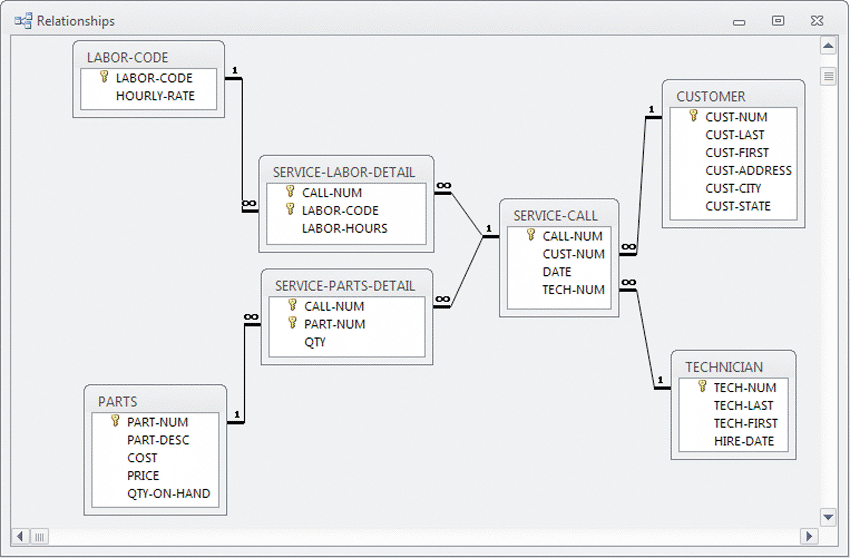 Relationships
LABOR-CODE
LABOR-CODE
HOURLY-RATE
1
∞
SERVICE-LABOR-DETAIL
CALL-NUM
LABOR-CODE
LABOR-HOURS
∞
SERVICE-PARTS-DETAIL
CALL-NUM
PART-NUM
QTY
∞
∞
PARTS
PART-NUM
PART-DESC
COST
PRICE
QTY-ON-HAND
1
SERVICE-CALL
CALL-NUM
CUST-NUM
DATE
TECH-NUM
1
∞
∞
CUSTOMER
CUST-NUM
CUST-LAST
CUST-FIRST
CUST-ADDRESS
CUST-CITY
CUST-STATE
1
TECHNICIAN
TECH-NUM
TECH-LAST
TECH-FIRST
HIRE-DATE
1